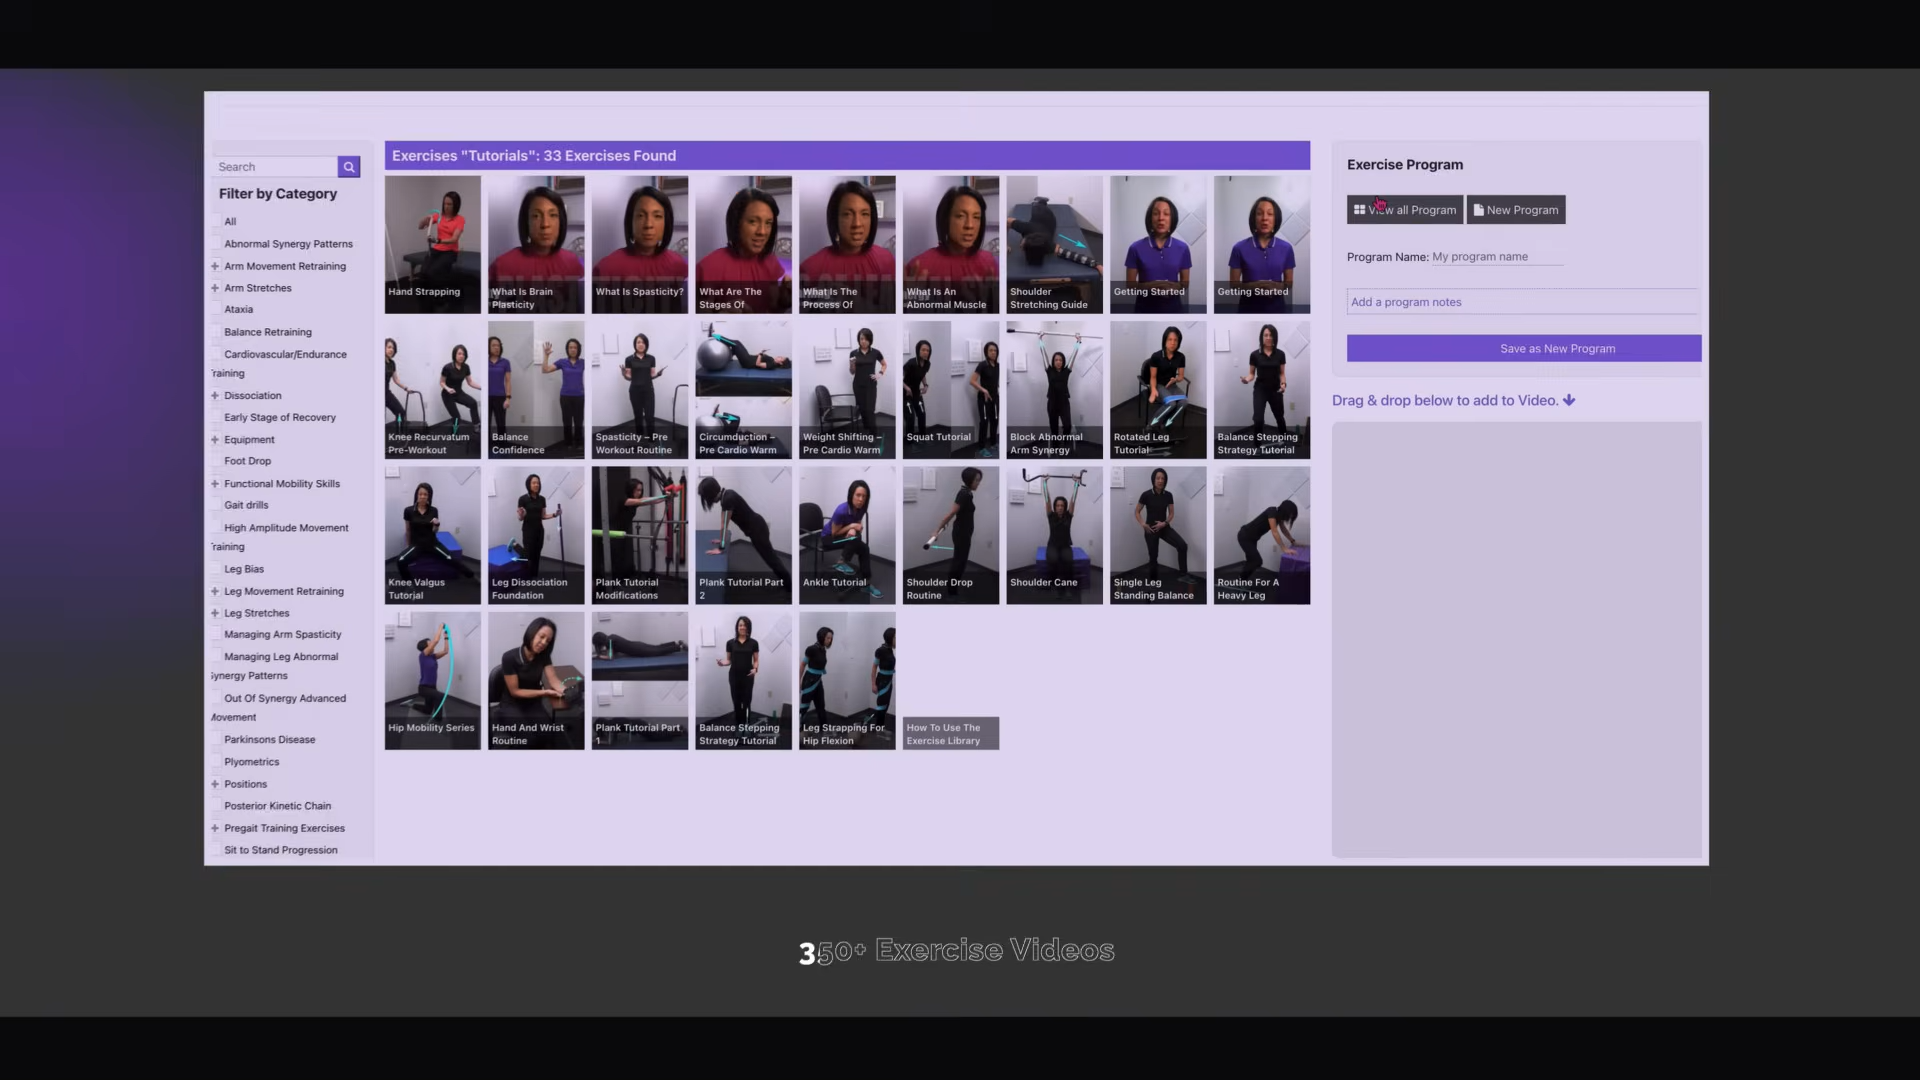 Search
Filter by Category
All
Abnormal Synergy Patterns
Arm Movement Retraining
Arm Stretches
Ataxia
Balance Retraining
Cardiovascular/Endurance
Training
Dissociation
Early Stage of Recovery
Equipment
Foot Drop
Functional Mobility Skills
Gait drills
High Amplitude Movement
Training
Leg Bias
Leg Movement Retraining
Leg Stretches
Managing Arm Spasticity
Managing Leg Abnormal
Synergy Patterns
Out Of Synergy Advanced
Movement
Parkinsons Disease
Plyometrics
Positions
Posterior Kinetic Chain
Pregait Training Exercises
Sit to Stand Progression
Exercises "Tutorials": 33 Exercises Found
Hand Strapping
What Is Brain
Plasticity
What Is Spasticity?
What Are The
Stages Of
What Is The
Process Of
What Is An
Abnormal Muscle
Shoulder
Stretching Guide
Getting Started
Getting Started
Knee Recurvatum
Pre-Workout
Balance
Confidence
Spasticity – Pre
Workout Routine
Circumduction –
Pre Cardio Warm
Weight Shifting –
Pre Cardio Warm
Squat Tutorial
Block Abnormal
Arm Synergy
Rotated Leg
Tutorial
Balance Stepping
Strategy Tutorial
Knee Valgus
Tutorial
Leg Dissociation
Foundation
Plank Tutorial
Modifications
Plank Tutorial Part
2
Ankle Tutorial
Shoulder Drop
Routine
Shoulder Cane
Single Leg
Standing Balance
Routine For A
Heavy Leg
Hip Mobility Series
Hand And Wrist
Routine
Plank Tutorial Part
1
Balance Stepping
Strategy Tutorial
Leg Strapping For
Hip Flexion
How To Use The
Exercise Library
Exercise Program
View all Program
New Program
Program Name: My program name
Add a program notes
Save as New Program
Drag & drop below to add to Video.
350+ Exercise Videos